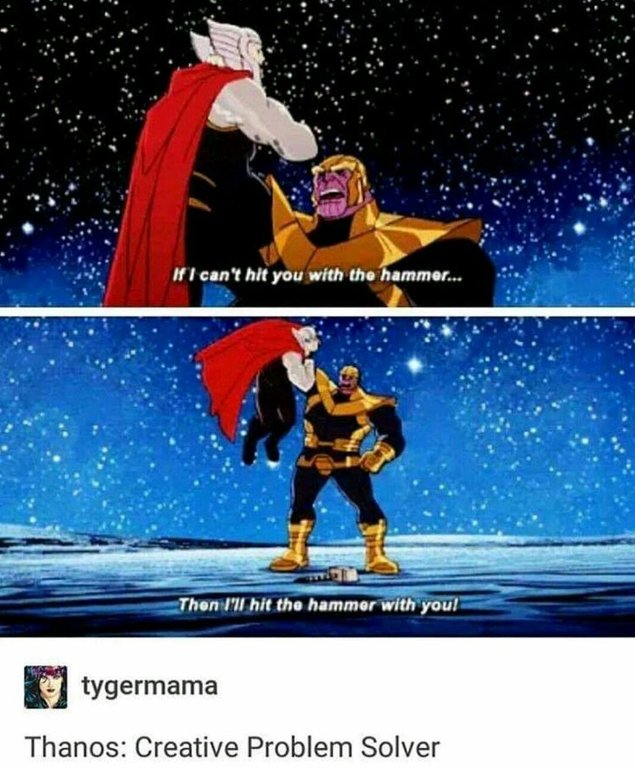 If I can't hit you with the hammer...
Then I'll hit the hammer with you!
tygermama
Thanos: Creative Problem Solver